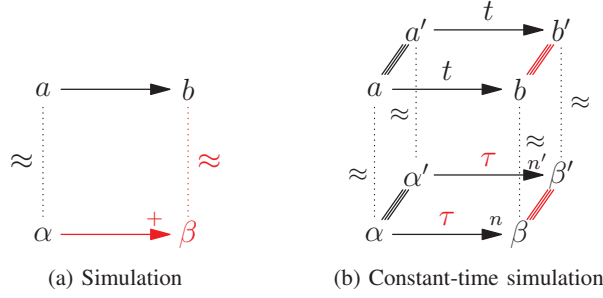 a′ t b′
a b a t b
≈ ≈ ≈ ≈
≈ ≈
α′ τ n′ β′
α + β α τ n β
(a) Simulation (b) Constant-time simulation